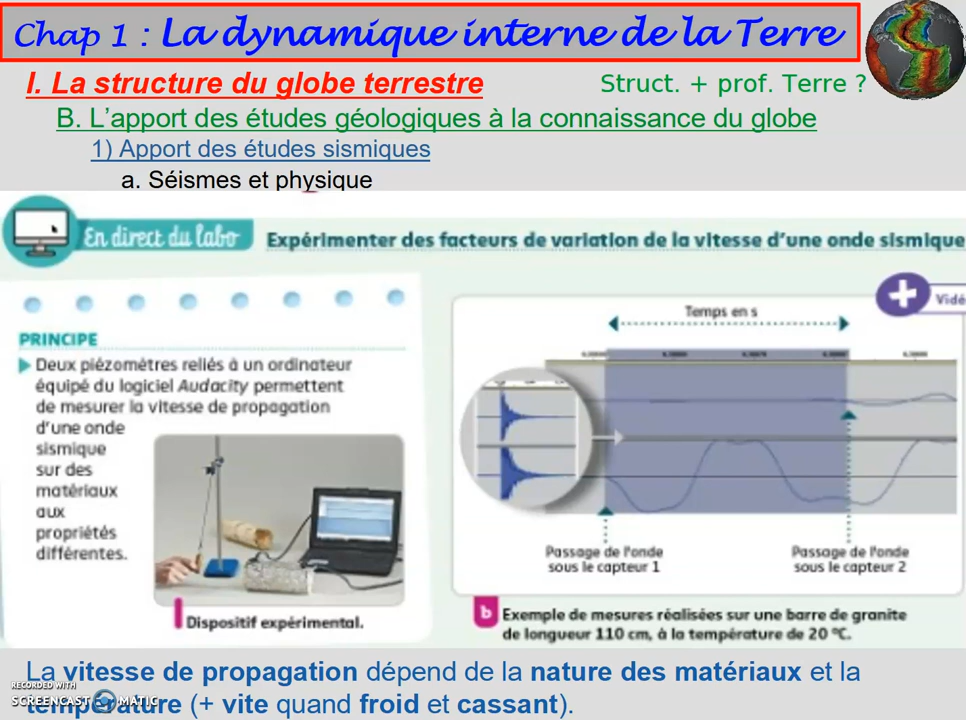 Chap 1 : La dynamique interne de la Terre
I. La structure du globe terrestre
Struct. + prof. Terre ?
B. L'apport des études géologiques à la connaissance du globe
1) Apport des études sismiques
a. Séismes et physique
En direct du labo
Expérimenter des facteurs de variation de la vitesse d'une onde sismique
PRINCIPE
Deux piézomètres reliés à un ordinateur
équipé du logiciel Audacity permettent
de mesurer la vitesse de propagation
d'une onde
sismique
sur des
matériaux
aux
propriétés
différentes.
Dispositif expérimental.
Vidé
Temps en s
Passage de l'onde
sous le capteur 1
Passage de l'onde
sous le capteur 2
b Exemple de mesures réalisées sur une barre de granite
de longueur 110 cm, à la température de 20 °C.
La vitesse de propagation dépend de la nature des matériaux et la
température (+ vite quand froid et cassant).
RECORDED WITH
SCREENCAST MATIC